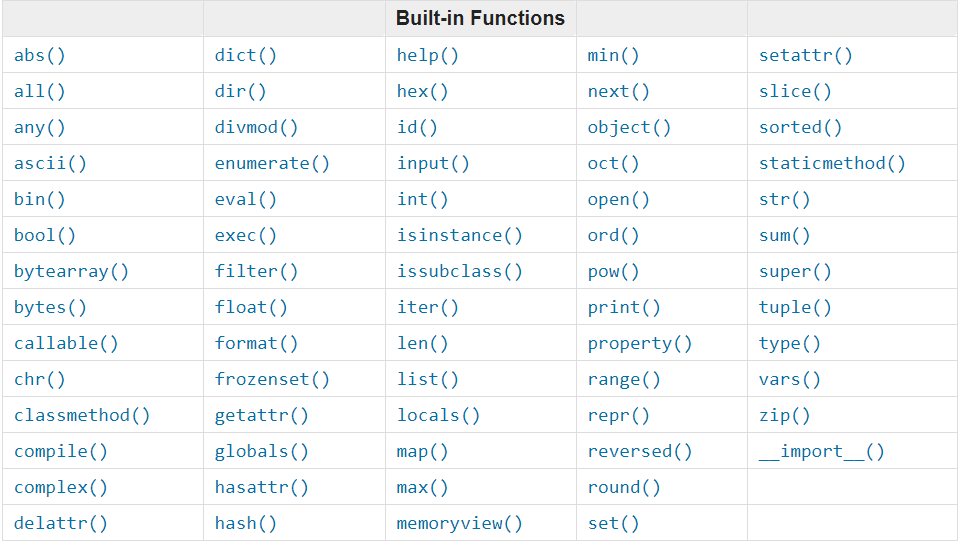 Built-in Functions
abs() dict() help() min() setattr()
all() dir() hex() next() slice()
any() divmod() id() object() sorted()
ascii() enumerate() input() oct() staticmethod()
bin() eval() int() open() str()
bool() exec() isinstance() ord() sum()
bytearray() filter() issubclass() pow() super()
bytes() float() iter() print() tuple()
callable() format() len() property() type()
chr() frozenset() list() range() vars()
classmethod() getattr() locals() repr() zip()
compile() globals() map() reversed() __import__()
complex() hasattr() max() round()
delattr() hash() memoryview() set()